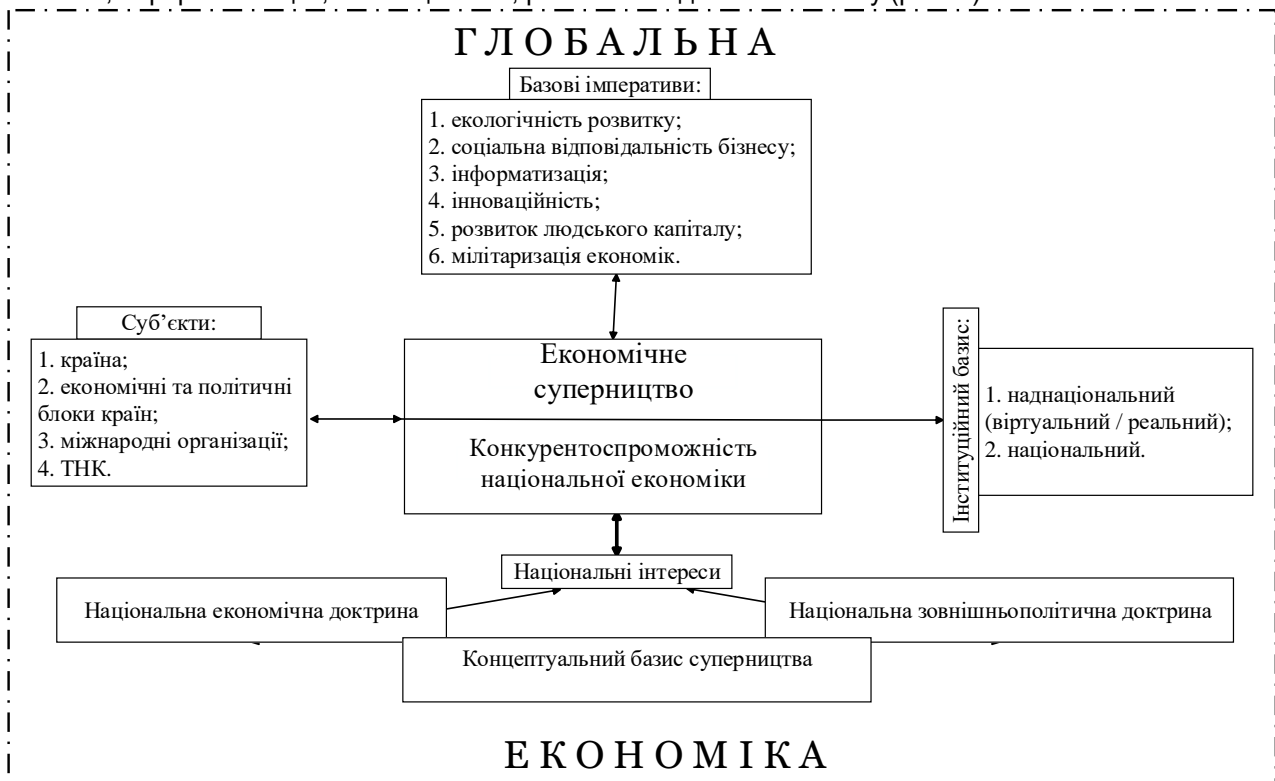 Г Л О Б А Л Ь Н А
Базові імперативи:
1. екологічність розвитку;
2. соціальна відповідальність бізнесу;
3. інформатизація;
4. інноваційність;
5. розвиток людського капіталу;
6. мілітаризація економік.
Суб’єкти:
1. країна;
2. економічні та політичні
блоки країн;
3. міжнародні організації;
4. ТНК.
Економічне
суперництво
Конкурентоспроможність
національної економіки
Інституційний базис:
1. наднаціональний
(віртуальний / реальний);
2. національний.
Національні інтереси
Національна економічна доктрина
Національна зовнішньополітична доктрина
Концептуальний базис суперництва
Е К О Н О М І К А